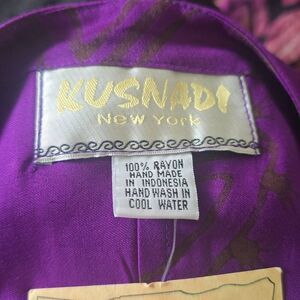 KUSNADI
New York
100% RAYON
HAND MADE
IN INDONESIA
HAND WASH IN
COOL WATER